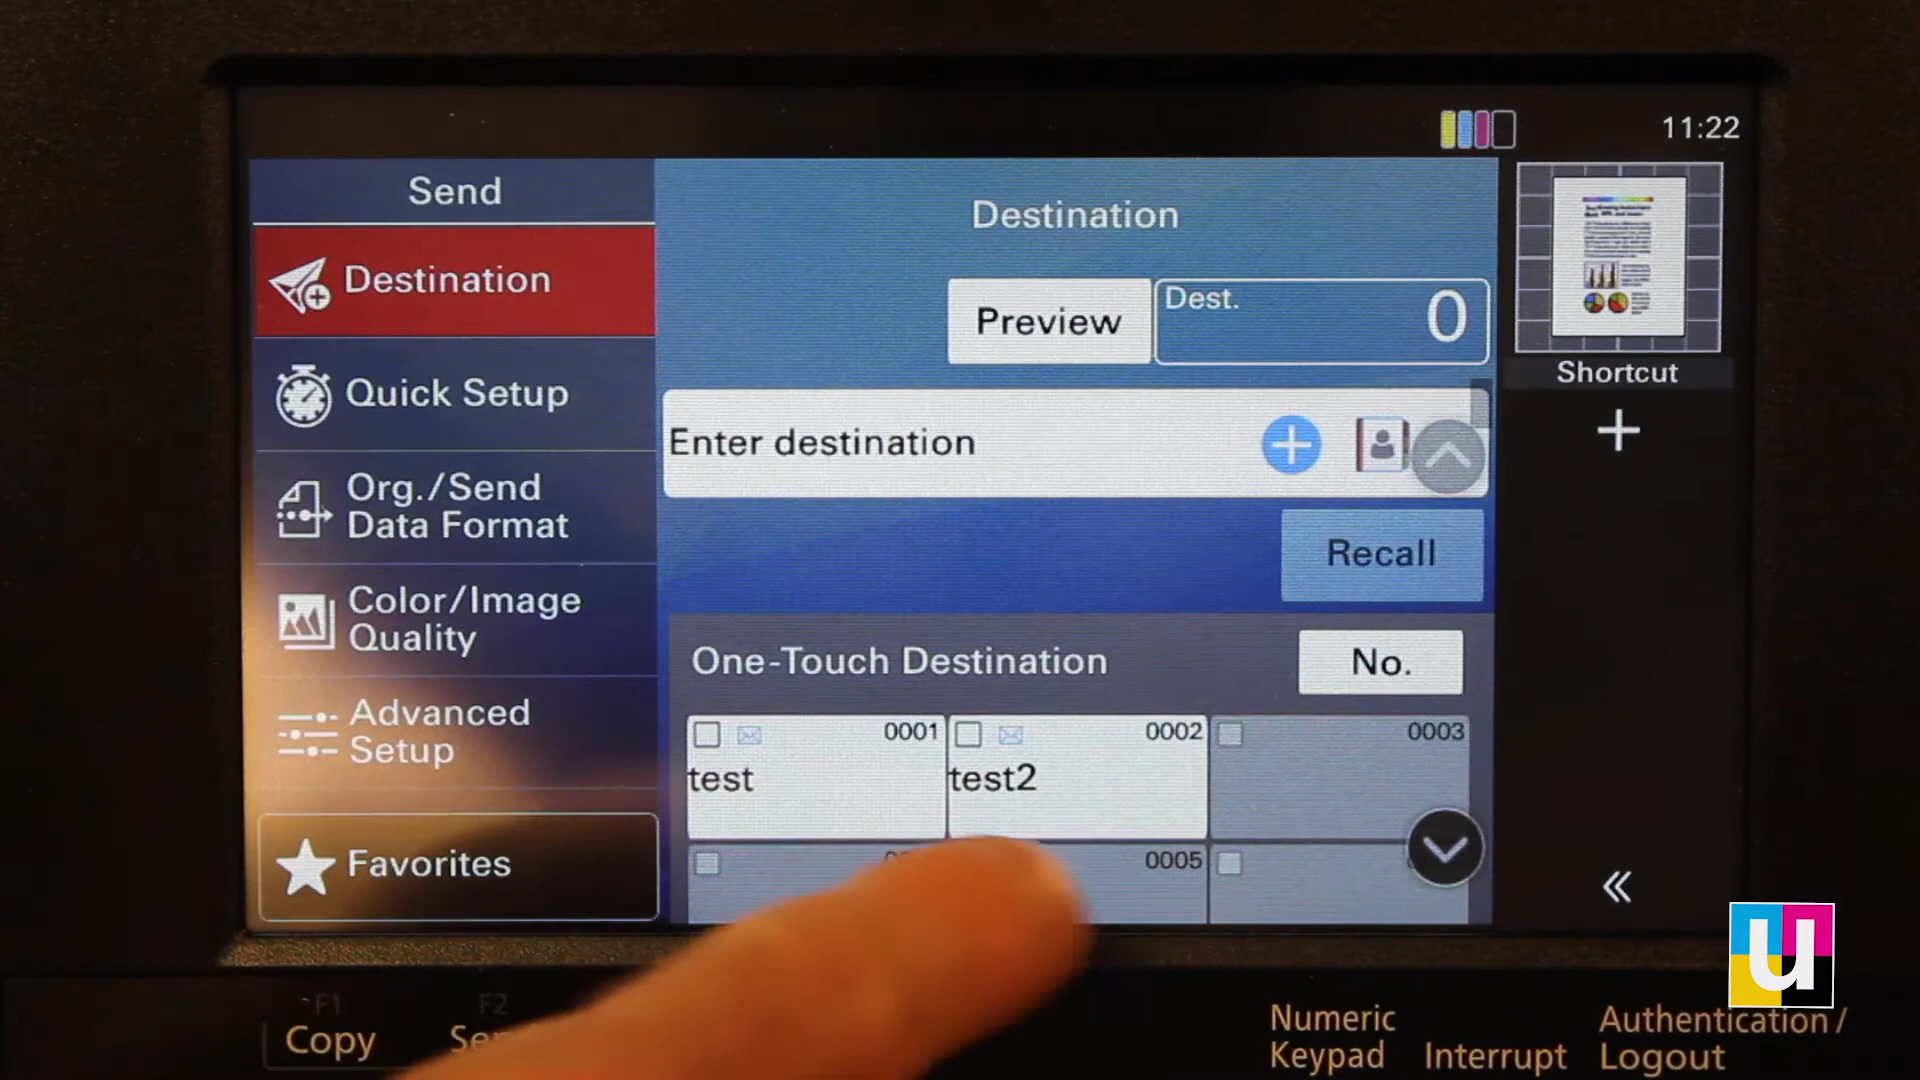 11:22
Send
Destination
Quick Setup
Org./Send
Data Format
Color/Image
Quality
Advanced
Setup
Favorites
Destination
Preview
Dest.
0
Enter destination
Recall
One-Touch Destination
No.
0001
test
0002
test2
0003
0005
Shortcut
F1
Copy
F2
Numeric
Keypad
Interrupt
Authentication/
Logout
u